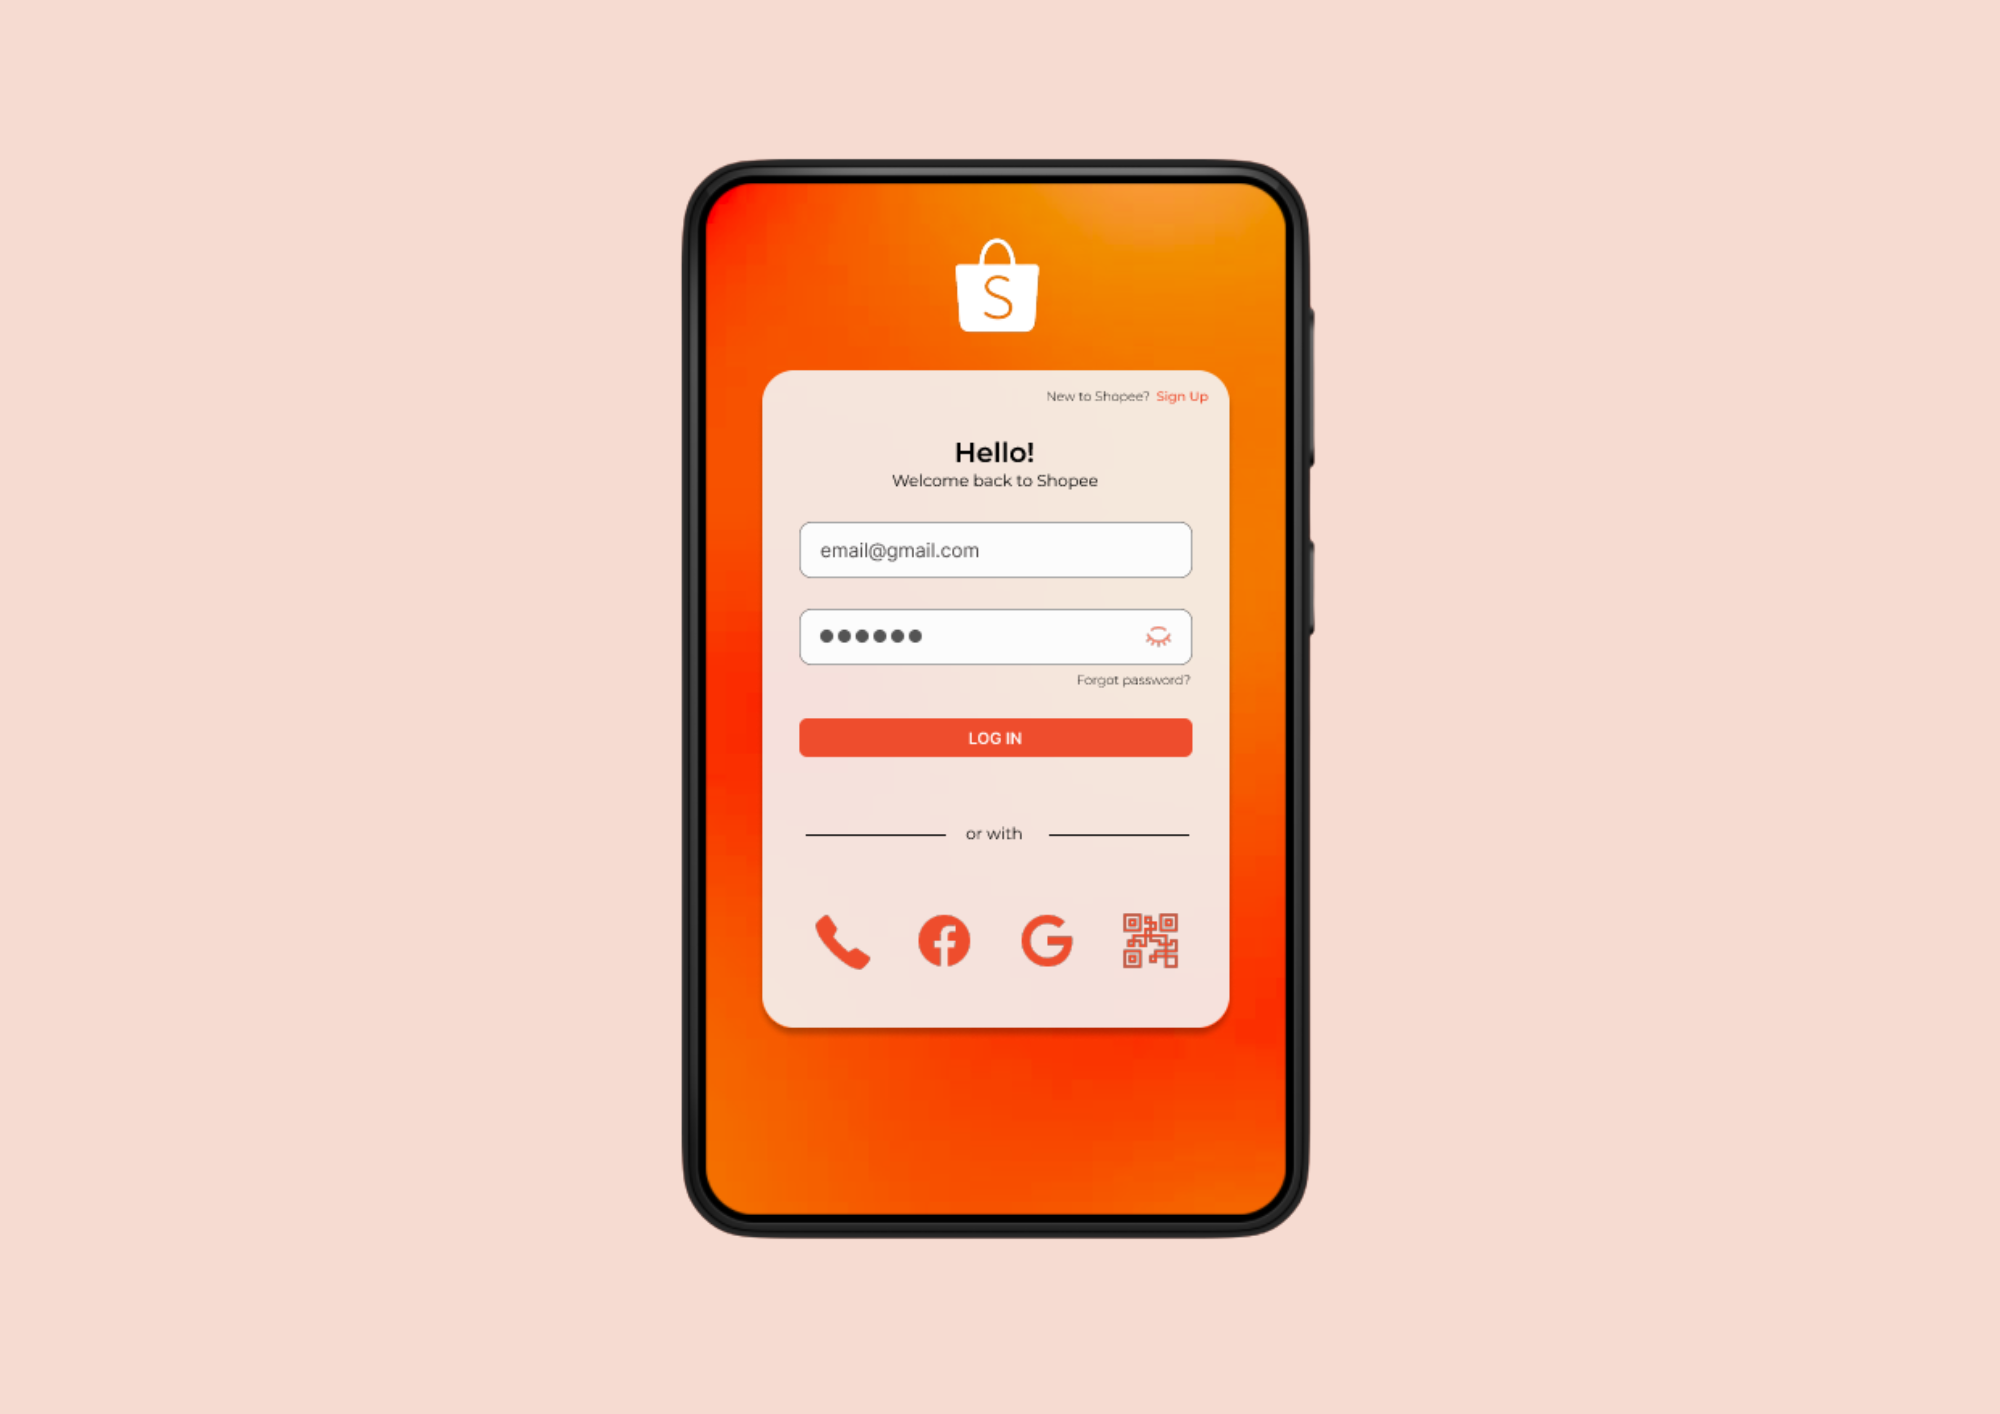 S
New to Shopee? Sign Up
Hello!
Welcome back to Shopee
email@gmail.com
●●●●●●
Forgot password?
LOG IN
or with